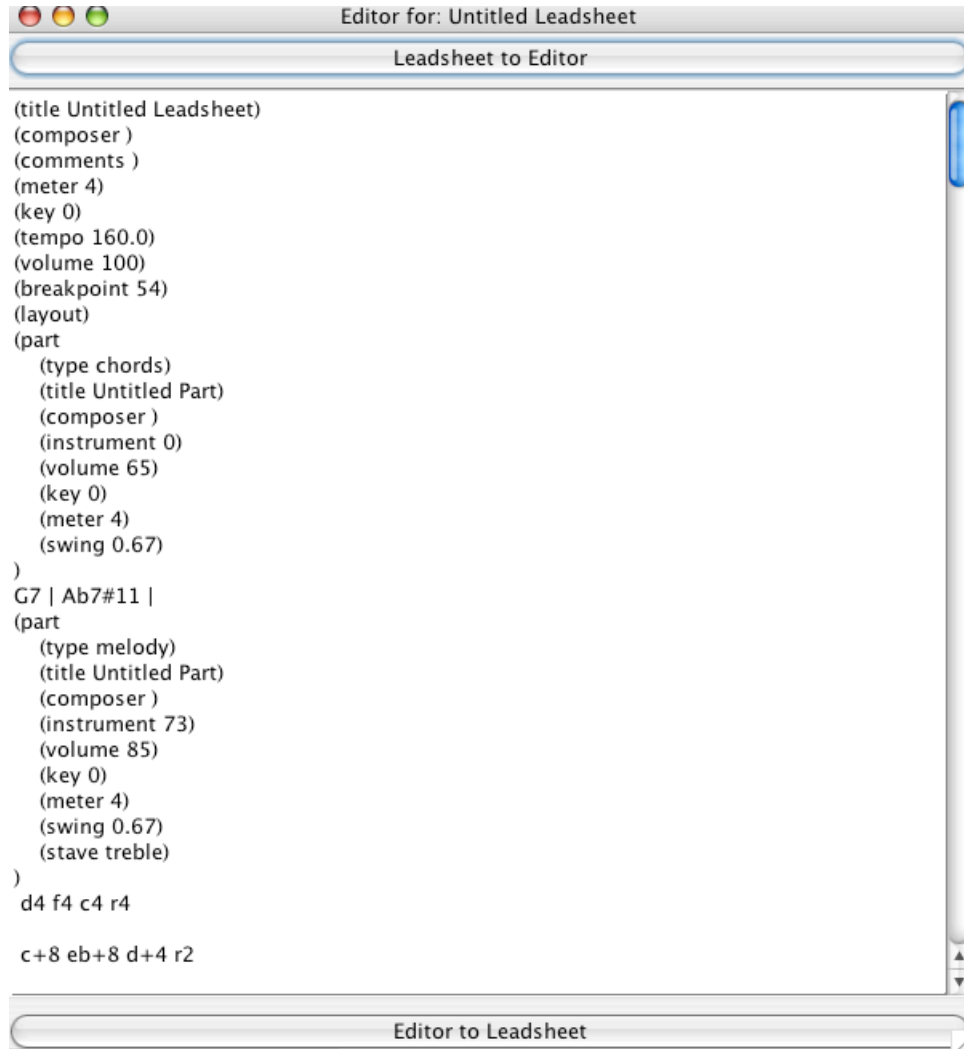 Editor for: Untitled Leadsheet
Leadsheet to Editor
(title Untitled Leadsheet)
(composer )
(comments )
(meter 4)
(key 0)
(tempo 160.0)
(volume 100)
(breakpoint 54)
(layout)
(part
(type chords)
(title Untitled Part)
(composer )
(instrument 0)
(volume 65)
(key 0)
(meter 4)
(swing 0.67)
)
G7 | Ab7#11 |
(part
(type melody)
(title Untitled Part)
(composer )
(instrument 73)
(volume 85)
(key 0)
(meter 4)
(swing 0.67)
(stave treble)
)
d4 f4 c4 r4
c+8 eb+8 d+4 r2
Editor to Leadsheet